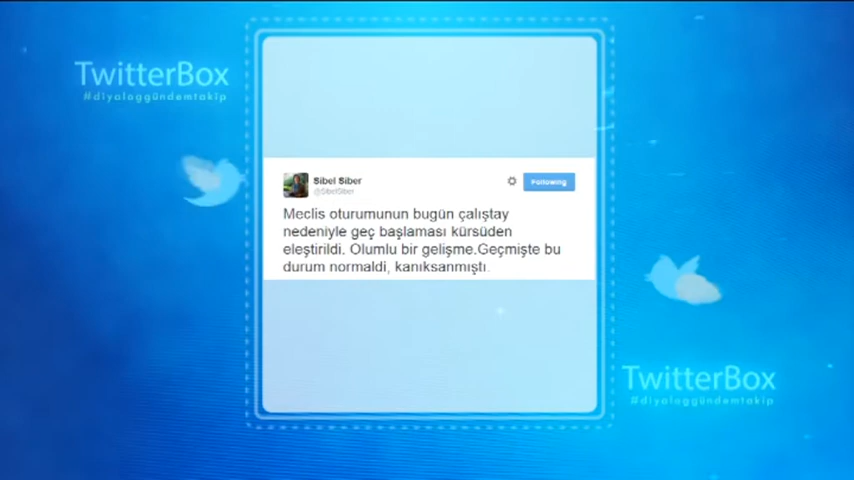 TwitterBox
#diyaloggündemtakip
Sibel Siber
@SibelSiber
Following
Meclis oturumunun bugün çalıştay
nedeniyle geç başlaması kürsüden
eleştirildi. Olumlu bir gelişme.Geçmişte bu
durum normaldi, kanıksanmıştı.
TwitterBox
#diyaloggündemtakip